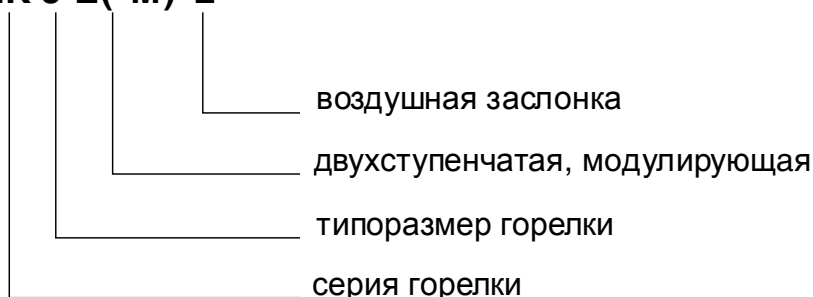 воздушная заслонка
двухступенчатая, модулирующая
типоразмер горелки
серия горелки